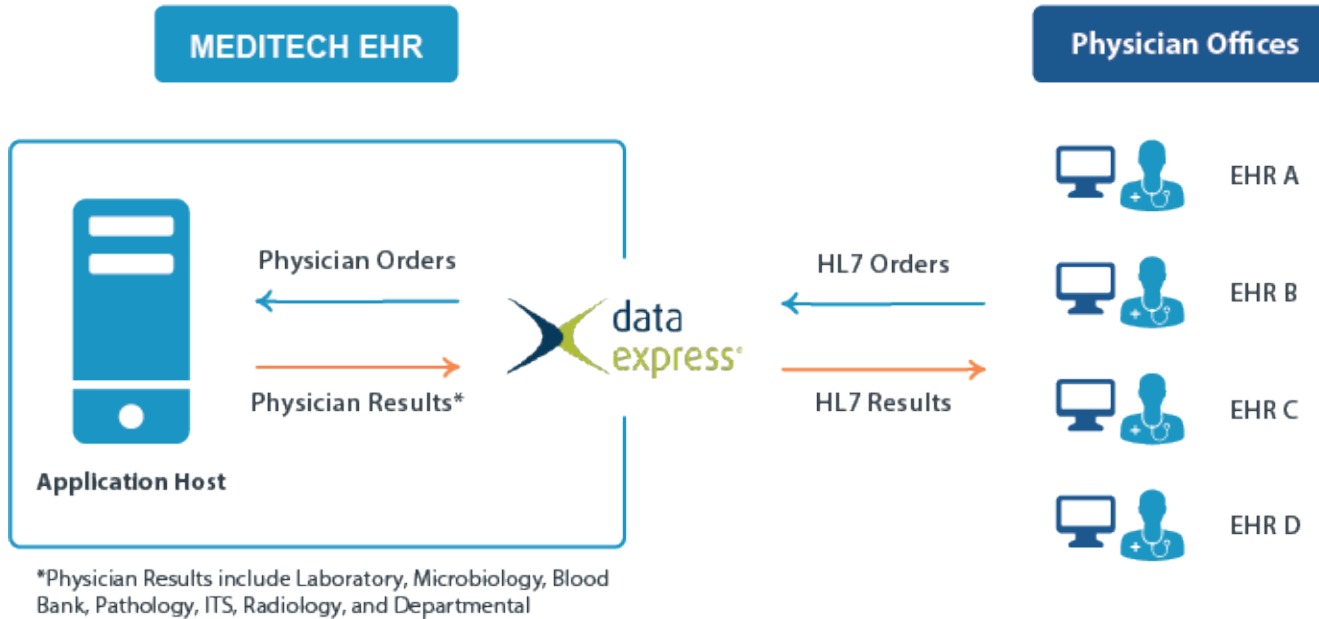 MEDITECH EHR
Physician Offices
Physician Orders
Physician Results*
Application Host
data
express®
HL7 Orders
HL7 Results
EHR A
EHR B
EHR C
EHR D
*Physician Results include Laboratory, Microbiology, Blood
Bank, Pathology, ITS, Radiology, and Departmental